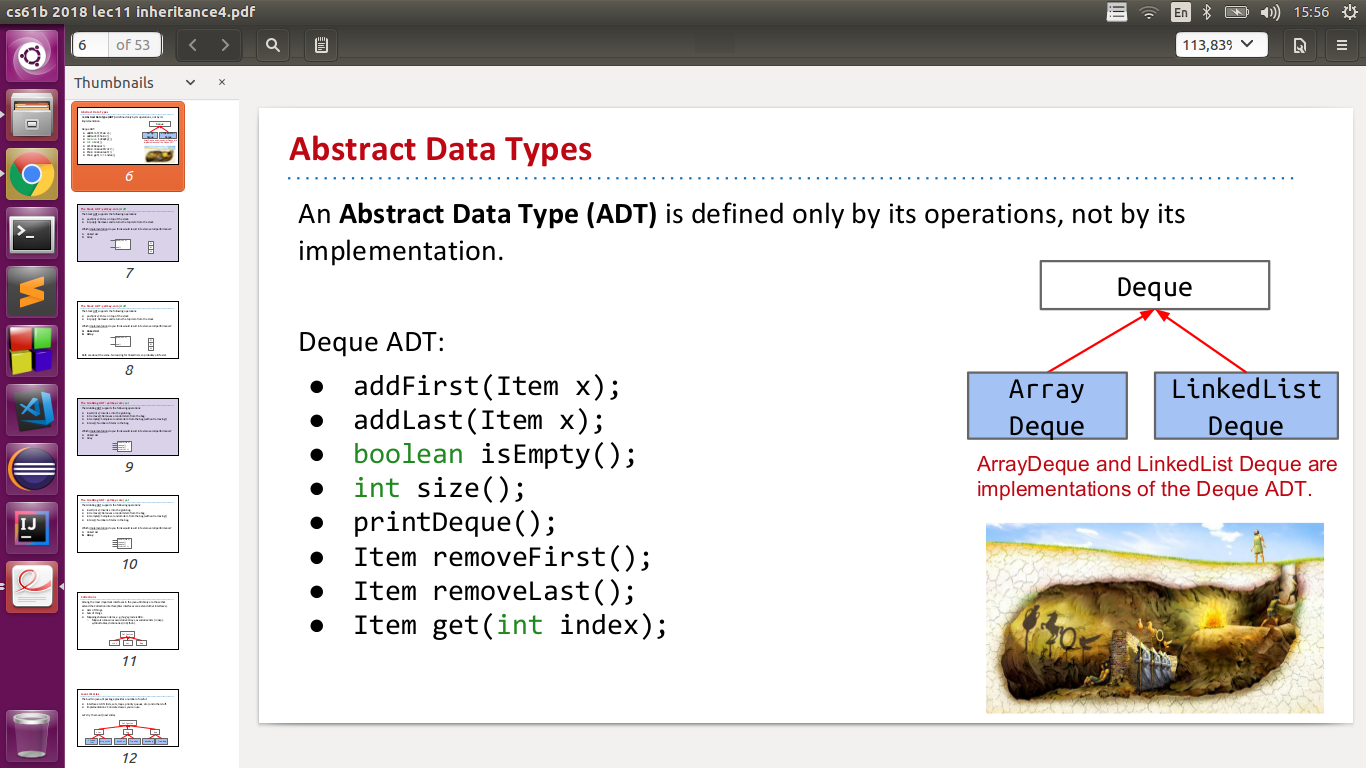 cs61b 2018 lec11 inheritance4.pdf
En
15:56
6 of 53
113,83%
Thumbnails
6
7
8
9
10
11
12
Abstract Data Types
An Abstract Data Type (ADT) is defined only by its operations, not by its
implementation.
Deque ADT:
● addFirst(Item x);
● addLast(Item x);
● boolean isEmpty();
● int size();
● printDeque();
● Item removeFirst();
● Item removeLast();
● Item get(int index);
Deque
Array
Deque
LinkedList
Deque
ArrayDeque and LinkedList Deque are
implementations of the Deque ADT.
IJ